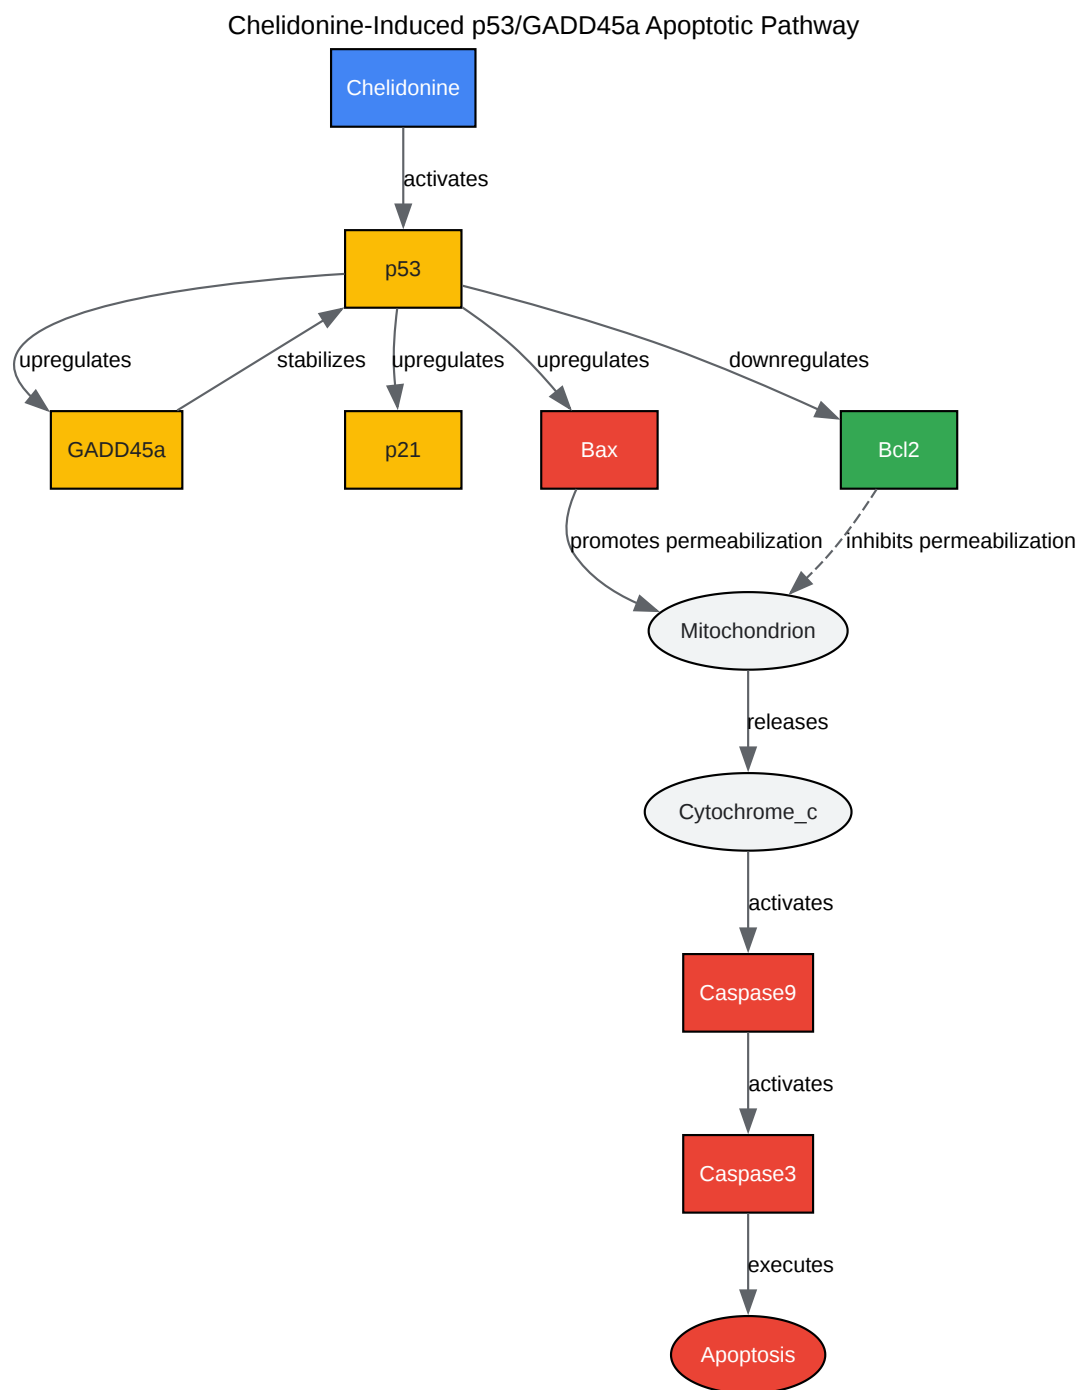 Chelidonine-Induced p53/GADD45a Apoptotic Pathway
Chelidonine
activates
p53
upregulates
stabilizes
upregulates
upregulates
downregulates
GADD45a
p21
Bax
Bcl2
promotes permeabilization
inhibits permeabilization
Mitochondrion
releases
Cytochrome_c
activates
Caspase9
activates
Caspase3
executes
Apoptosis